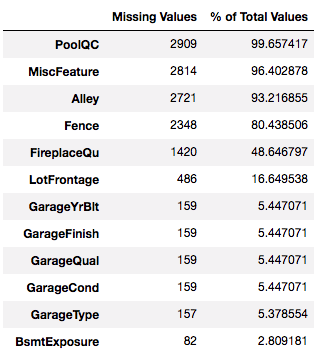 Missing Values % of Total Values
PoolQC 2909 99.657417
MiscFeature 2814 96.402878
Alley 2721 93.216855
Fence 2348 80.438506
FireplaceQu 1420 48.646797
LotFrontage 486 16.649538
GarageYrBlt 159 5.447071
GarageFinish 159 5.447071
GarageQual 159 5.447071
GarageCond 159 5.447071
GarageType 157 5.378554
BsmtExposure 82 2.809181